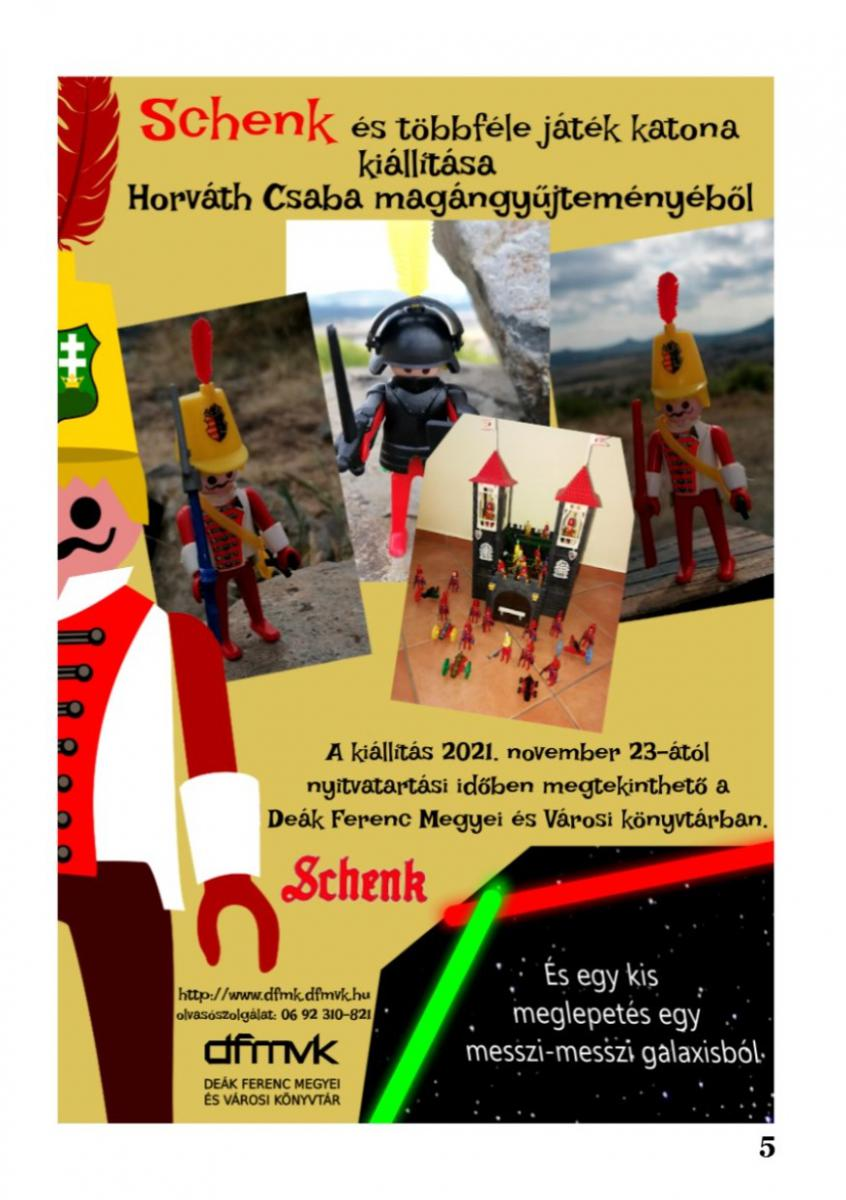 Schenk és többféle játék katona
kiállítása
Horváth Csaba magángyűjteményéből
A kiállítás 2021. november 23-ától
nyitvatartási időben megtekinthető a
Deák Ferenc Megyei és Városi könyvtárban.
Schenk
http://www.dfmk.dfmvk.hu
olvasószolgálat: 06 92 310-821
dfmvk
DEÁK FERENC MEGYEI
ÉS VÁROSI KÖNYVTÁR
És egy kis
meglepetés egy
messzi-messzi galaxisból
5